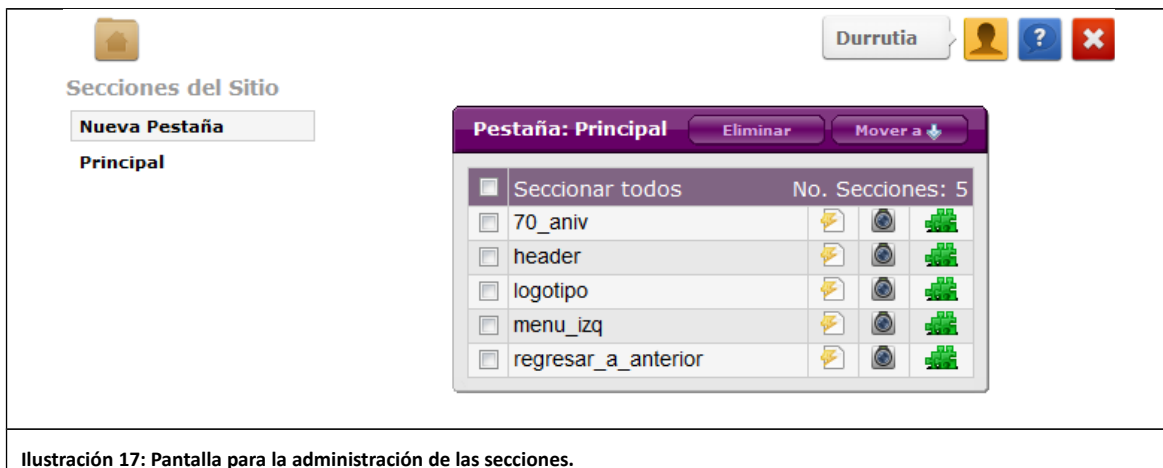 Durrutia
?
Secciones del Sitio
Nueva Pestaña
Principal
Pestaña: Principal Eliminar Mover a
Seccionar todos No. Secciones: 5
70_aniv
header
logotipo
menu_izq
regresar_a_anterior
Ilustración 17: Pantalla para la administración de las secciones.